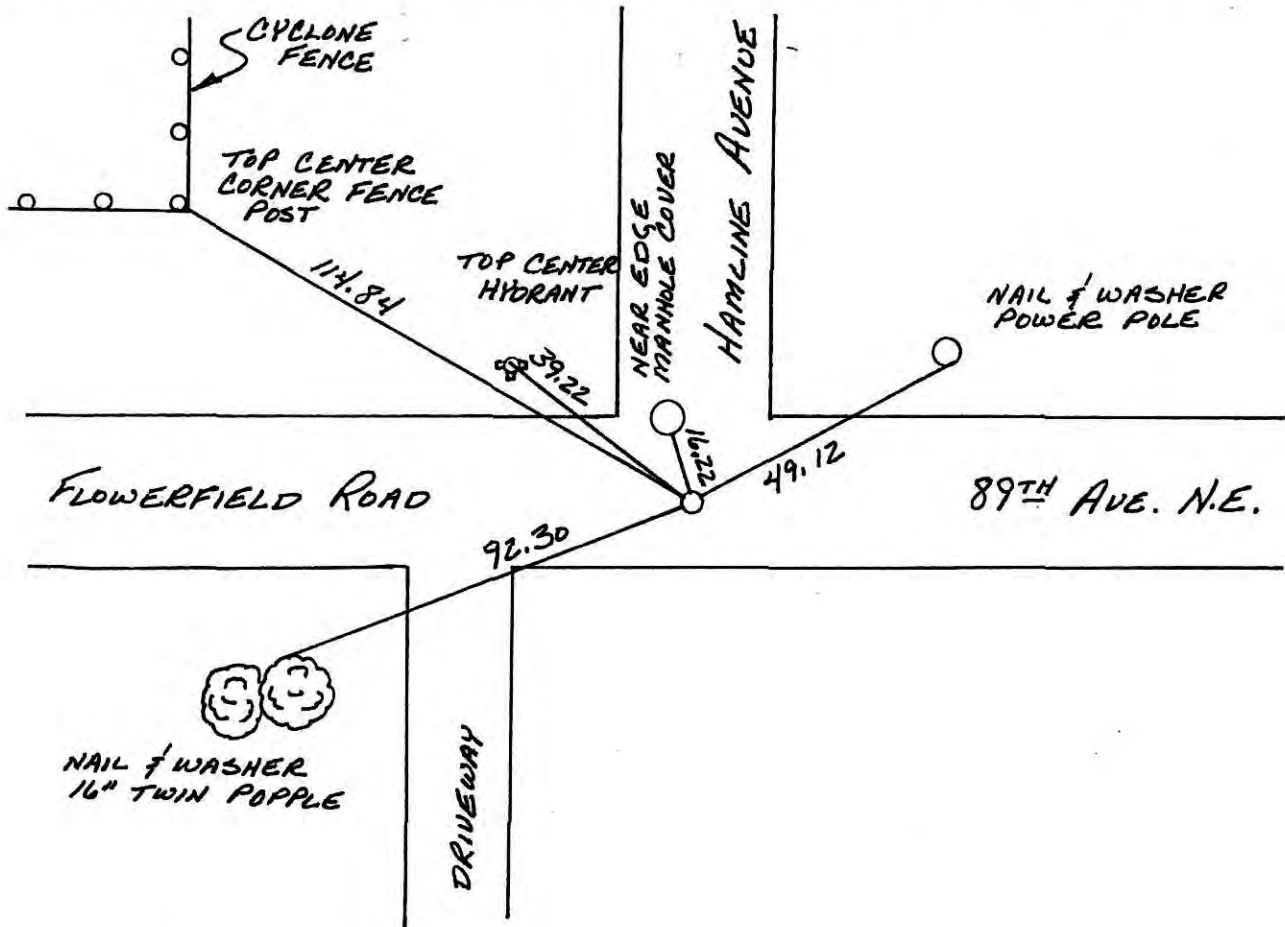 CYCLONE
FENCE
TOP CENTER
CORNER FENCE
POST
114.84
TOP CENTER
HYDRANT
39.22
NEAR EDGE
MANHOLE COVER
22.91
HAMLINE AVENUE
NAIL & WASHER
POWER POLE
49.12
FLOWERFIELD ROAD
89TH AVE. N.E.
92.30
NAIL & WASHER
16" TWIN POPPLE
DRIVEWAY